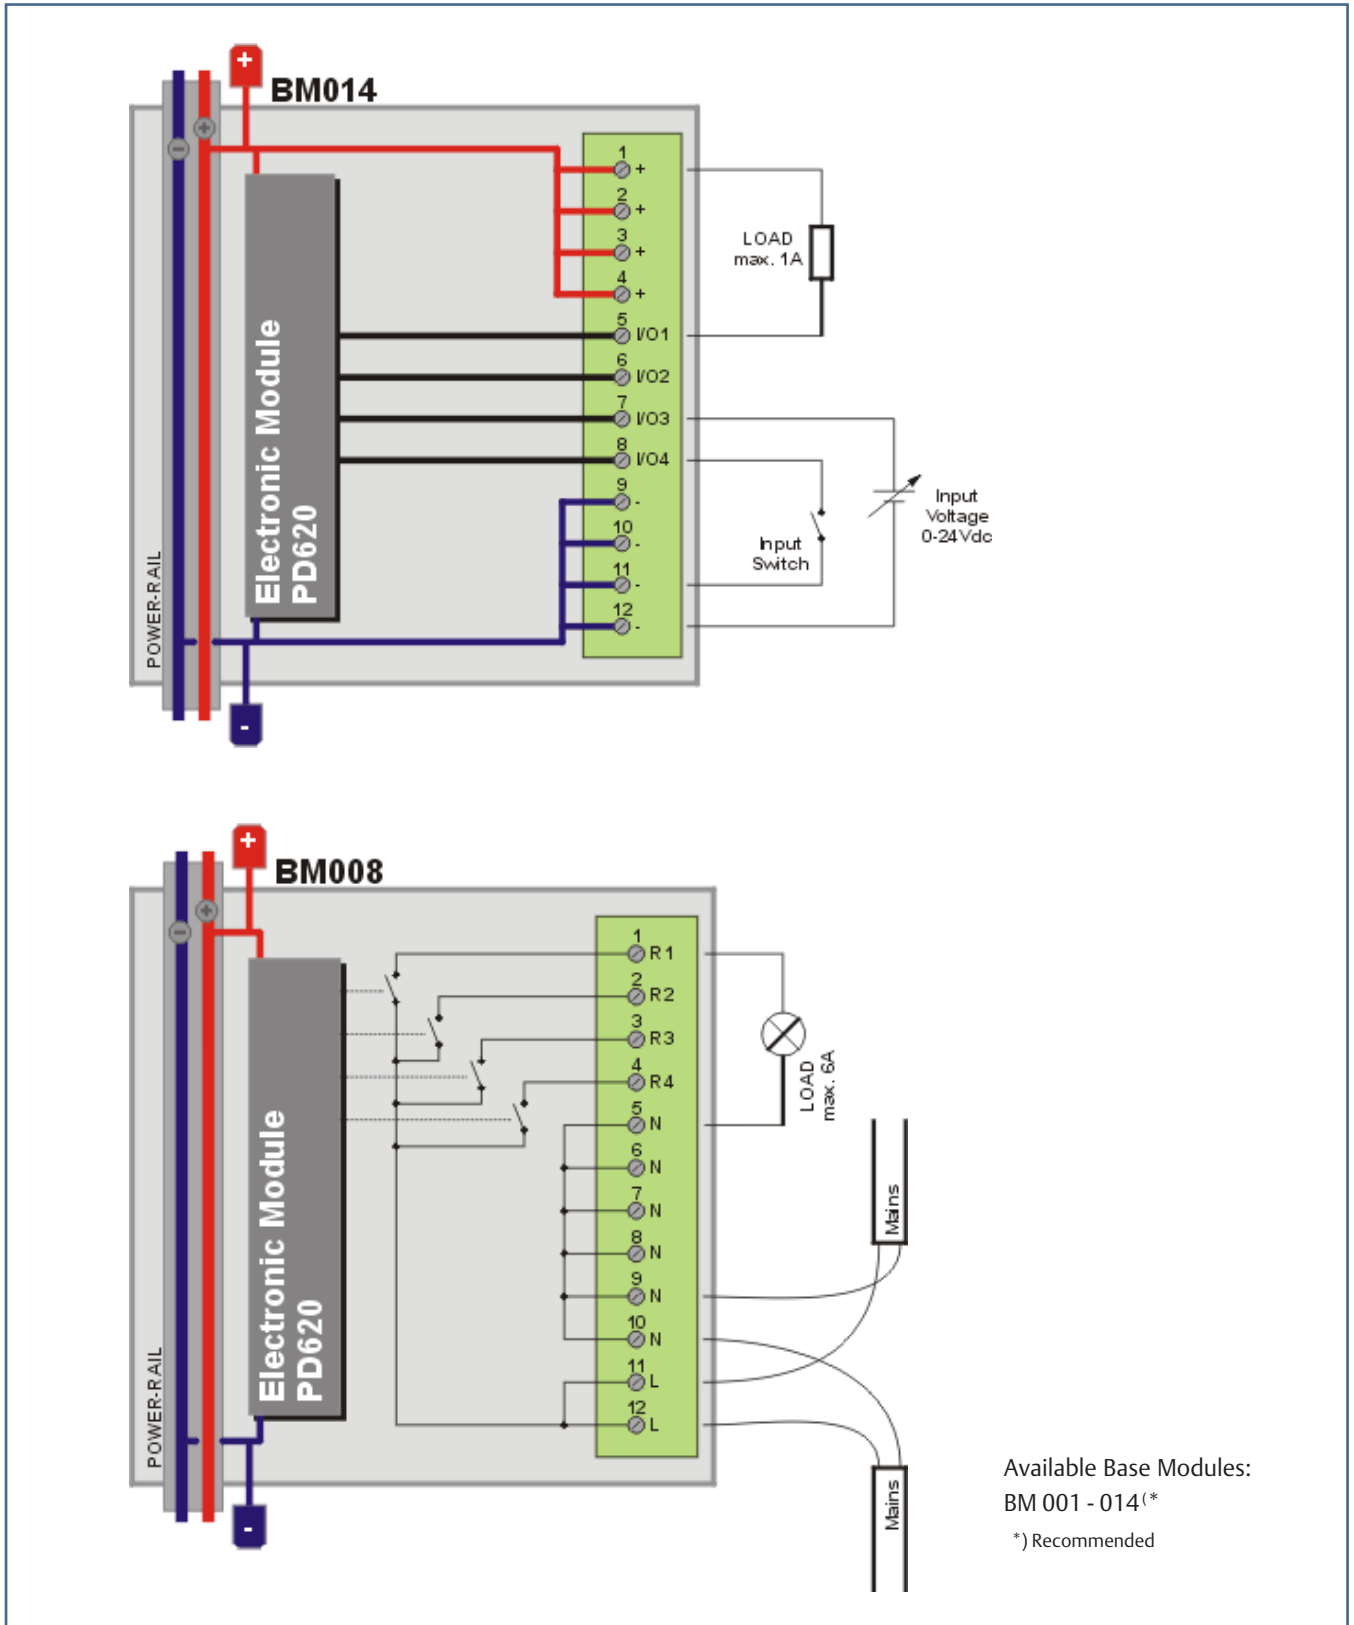 +
BM014
+
-
1
+
2
+
3
+
4
+
5
I/O1
6
I/O2
7
I/O3
8
I/O4
9
-
10
-
11
-
12
-
LOAD
max. 1A
Input
Voltage
0-24Vdc
Input
Switch
Electronic Module
PD620
POWER-RAIL
-
+
BM008
+
-
1
R1
2
R2
3
R3
4
R4
5
N
6
N
7
N
8
N
9
N
10
N
11
L
12
L
LOAD
max. 6A
Mains
Mains
Electronic Module
PD620
POWER-RAIL
-
Available Base Modules:
BM 001 - 014(*
*) Recommended